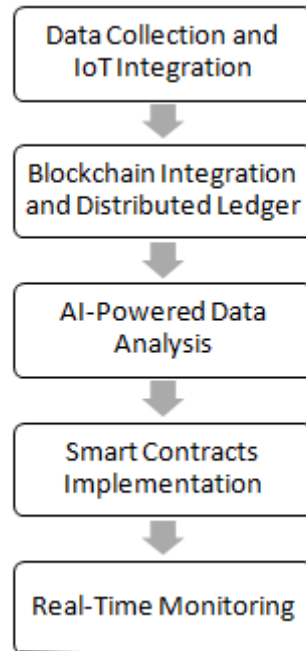 Data Collection and
IoT Integration
Blockchain Integration
and Distributed Ledger
AI-Powered Data
Analysis
Smart Contracts
Implementation
Real-Time Monitoring